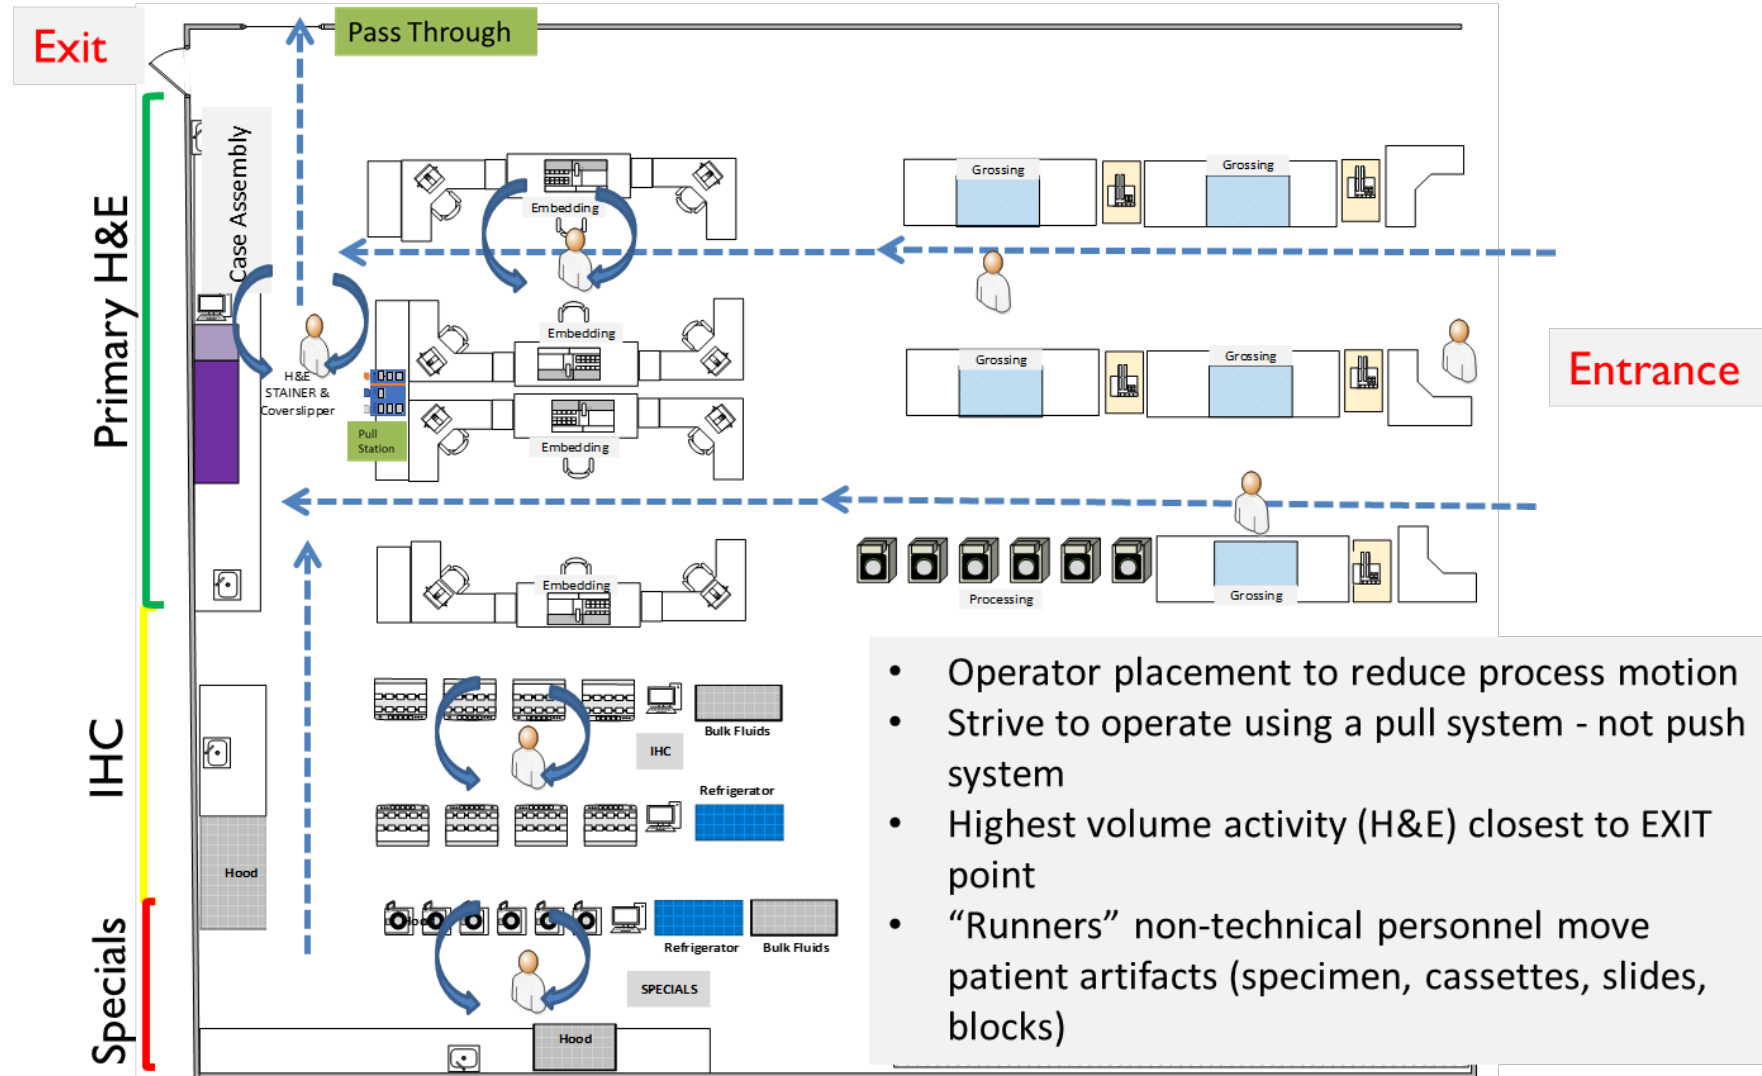 Exit
Pass Through
Case Assembly
Primary H&E
Grossing
Grossing
Embedding
Embedding
Grossing
Grossing
Entrance
H&E
STAINER &
Coverslipper
Pull
Station
Embedding
Embedding
Processing
Grossing
IHC
Bulk Fluids
IHC
Refrigerator
Hood
Specials
Hood
Refrigerator
Bulk Fluids
SPECIALS
Hood
• Operator placement to reduce process motion
• Strive to operate using a pull system - not push
system
• Highest volume activity (H&E) closest to EXIT
point
• “Runners” non-technical personnel move
patient artifacts (specimen, cassettes, slides,
blocks)